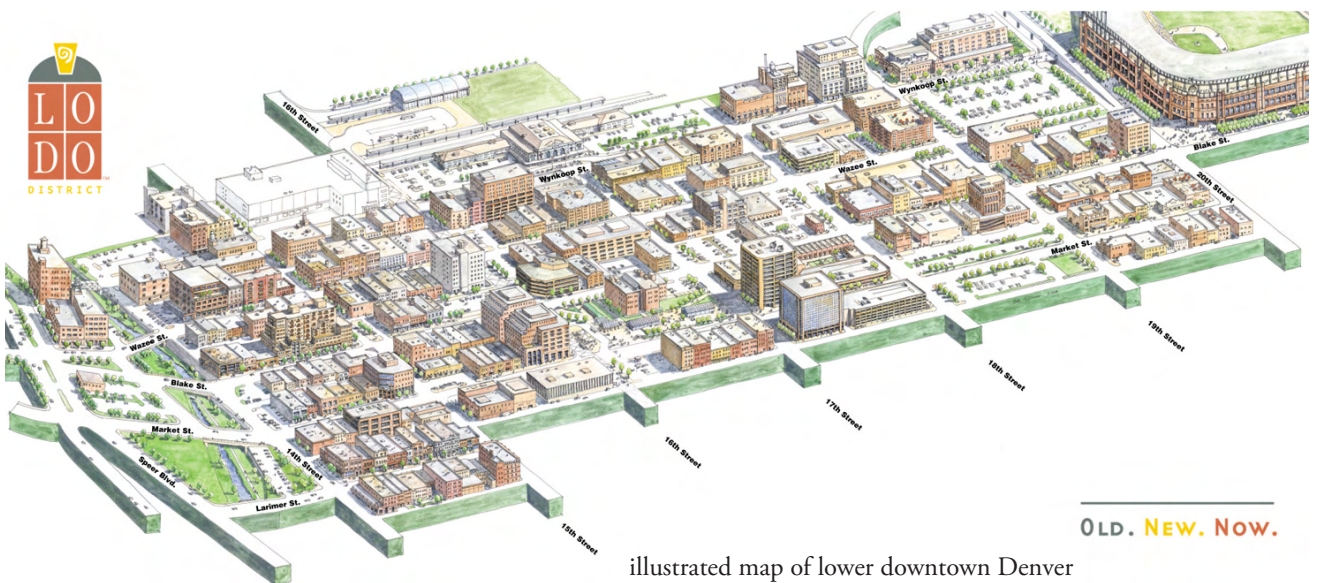 LO
DO
DISTRICT
16th Street
Wynkoop St.
Wynkoop St.
Wazee St.
Blake St.
20th Street
Market St.
19th Street
18th Street
17th Street
16th Street
15th Street
Wazee St.
Blake St.
Market St.
14th Street
Speer Blvd.
Larimer St.
OLD. NEW. NOW.
illustrated map of lower downtown Denver